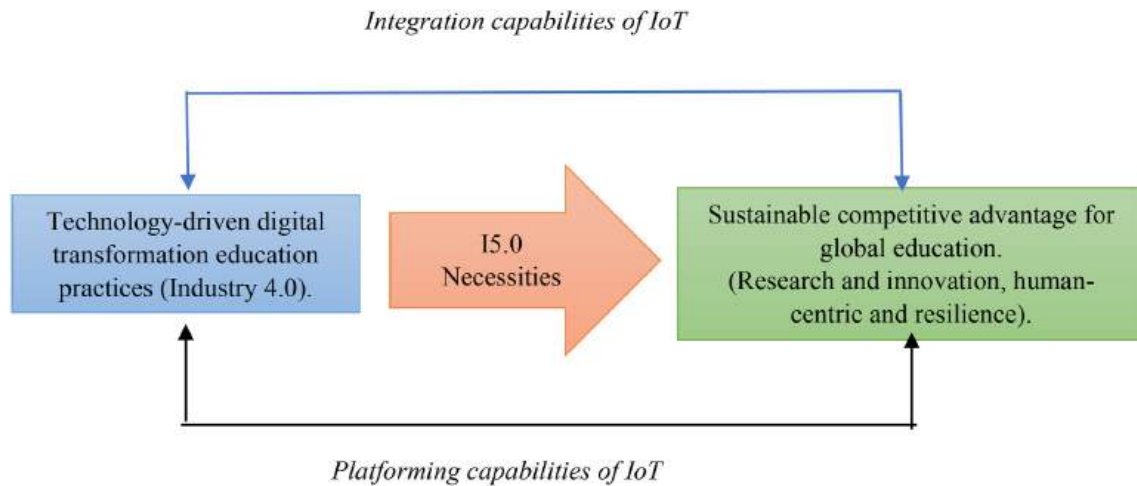 Integration capabilities of IoT
Technology-driven digital
transformation education
practices (Industry 4.0).
I5.0
Necessities
Sustainable competitive advantage for
global education.
(Research and innovation, human-
centric and resilience).
Platforming capabilities of IoT